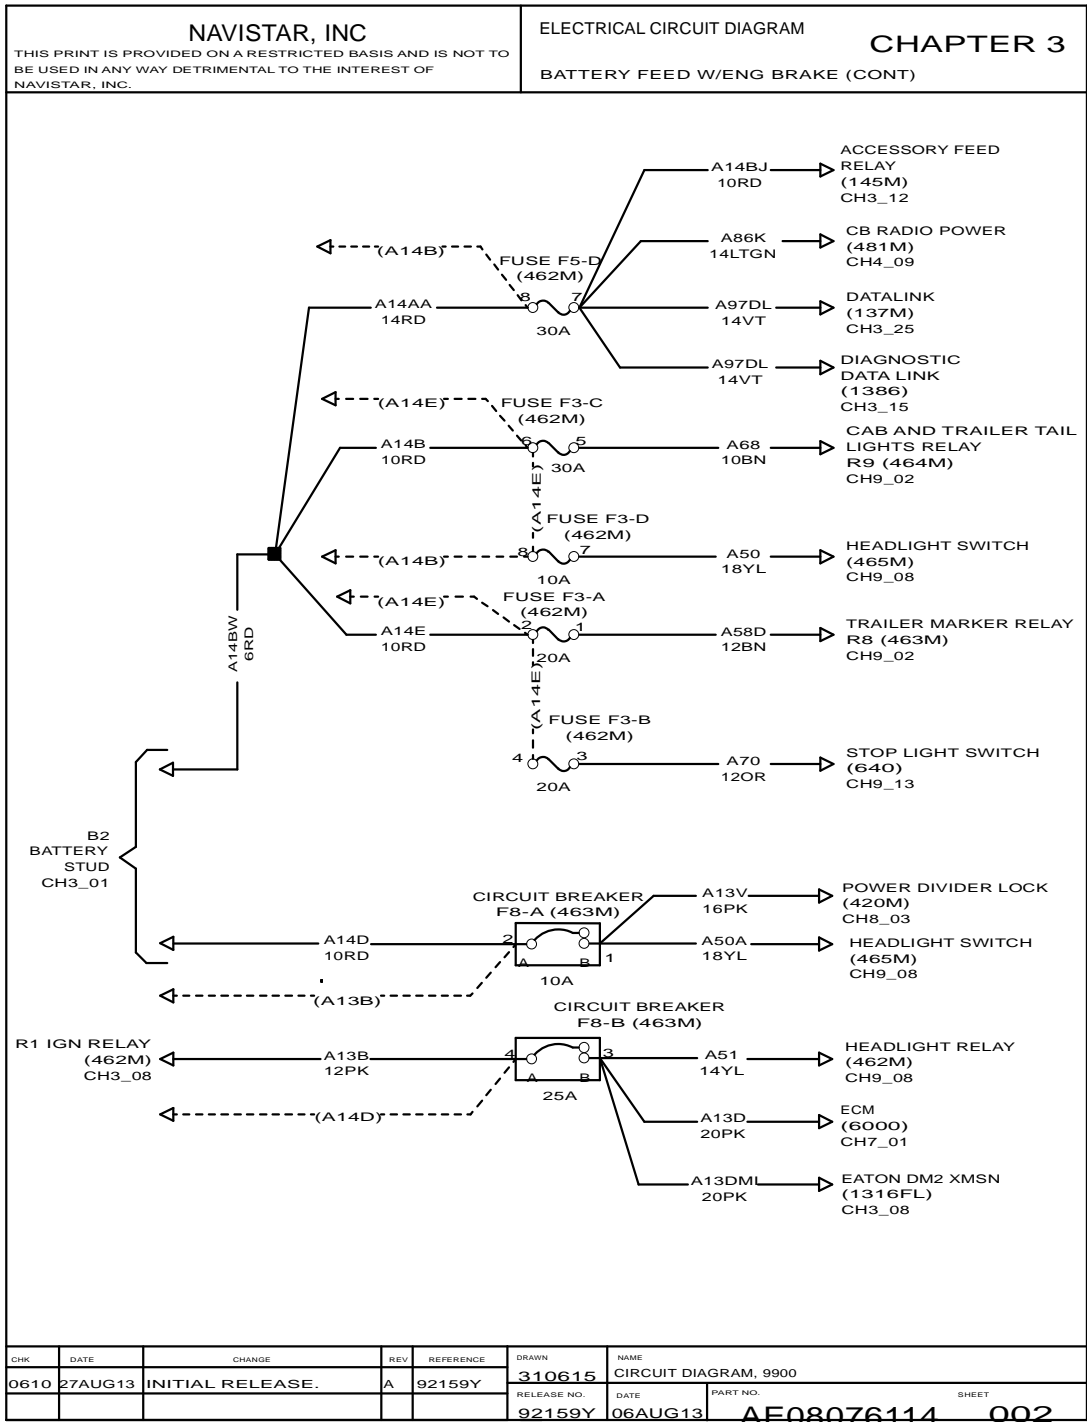 NAVISTAR, INC
THIS PRINT IS PROVIDED ON A RESTRICTED BASIS AND IS NOT TO
BE USED IN ANY WAY DETRIMENTAL TO THE INTEREST OF
NAVISTAR, INC.
ELECTRICAL CIRCUIT DIAGRAM
CHAPTER 3
BATTERY FEED W/ENG BRAKE (CONT)
A14BJ
10RD
ACCESSORY FEED
RELAY
(145M)
CH3_12
(A14B)
A86K
14LTGN
CB RADIO POWER
(481M)
CH4_09
FUSE F5-D
(462M)
8
7
30A
A14AA
14RD
A97DL
14VT
DATALINK
(137M)
CH3_25
A97DL
14VT
DIAGNOSTIC
DATA LINK
(1386)
CH3_15
(A14E)
FUSE F3-C
(462M)
A14B
10RD
6
5
30A
A68
10BN
CAB AND TRAILER TAIL
LIGHTS RELAY
R9 (464M)
CH9_02
(A14E)
FUSE F3-D
(462M)
(A14B)
8
7
10A
A50
18YL
HEADLIGHT SWITCH
(465M)
CH9_08
(A14E)
FUSE F3-A
(462M)
A14E
10RD
2
1
20A
A58D
12BN
TRAILER MARKER RELAY
R8 (463M)
CH9_02
A14BW
6RD
(A14E)
FUSE F3-B
(462M)
4
3
20A
A70
12OR
STOP LIGHT SWITCH
(640)
CH9_13
B2
BATTERY
STUD
CH3_01
CIRCUIT BREAKER
F8-A (463M)
A14D
10RD
2
A
B
1
10A
A13V
16PK
POWER DIVIDER LOCK
(420M)
CH8_03
A50A
18YL
HEADLIGHT SWITCH
(465M)
CH9_08
(A13B)
CIRCUIT BREAKER
F8-B (463M)
R1 IGN RELAY
(462M)
CH3_08
A13B
12PK
4
A
B
3
25A
A51
14YL
HEADLIGHT RELAY
(462M)
CH9_08
(A14D)
A13D
20PK
ECM
(6000)
CH7_01
A13DML
20PK
EATON DM2 XMSN
(1316FL)
CH3_08
CHK DATE CHANGE REV REFERENCE DRAWN NAME
0610 27AUG13 INITIAL RELEASE. A 92159Y 310615 CIRCUIT DIAGRAM, 9900
RELEASE NO. DATE PART NO. SHEET
92159Y 06AUG13 AE08076114 002